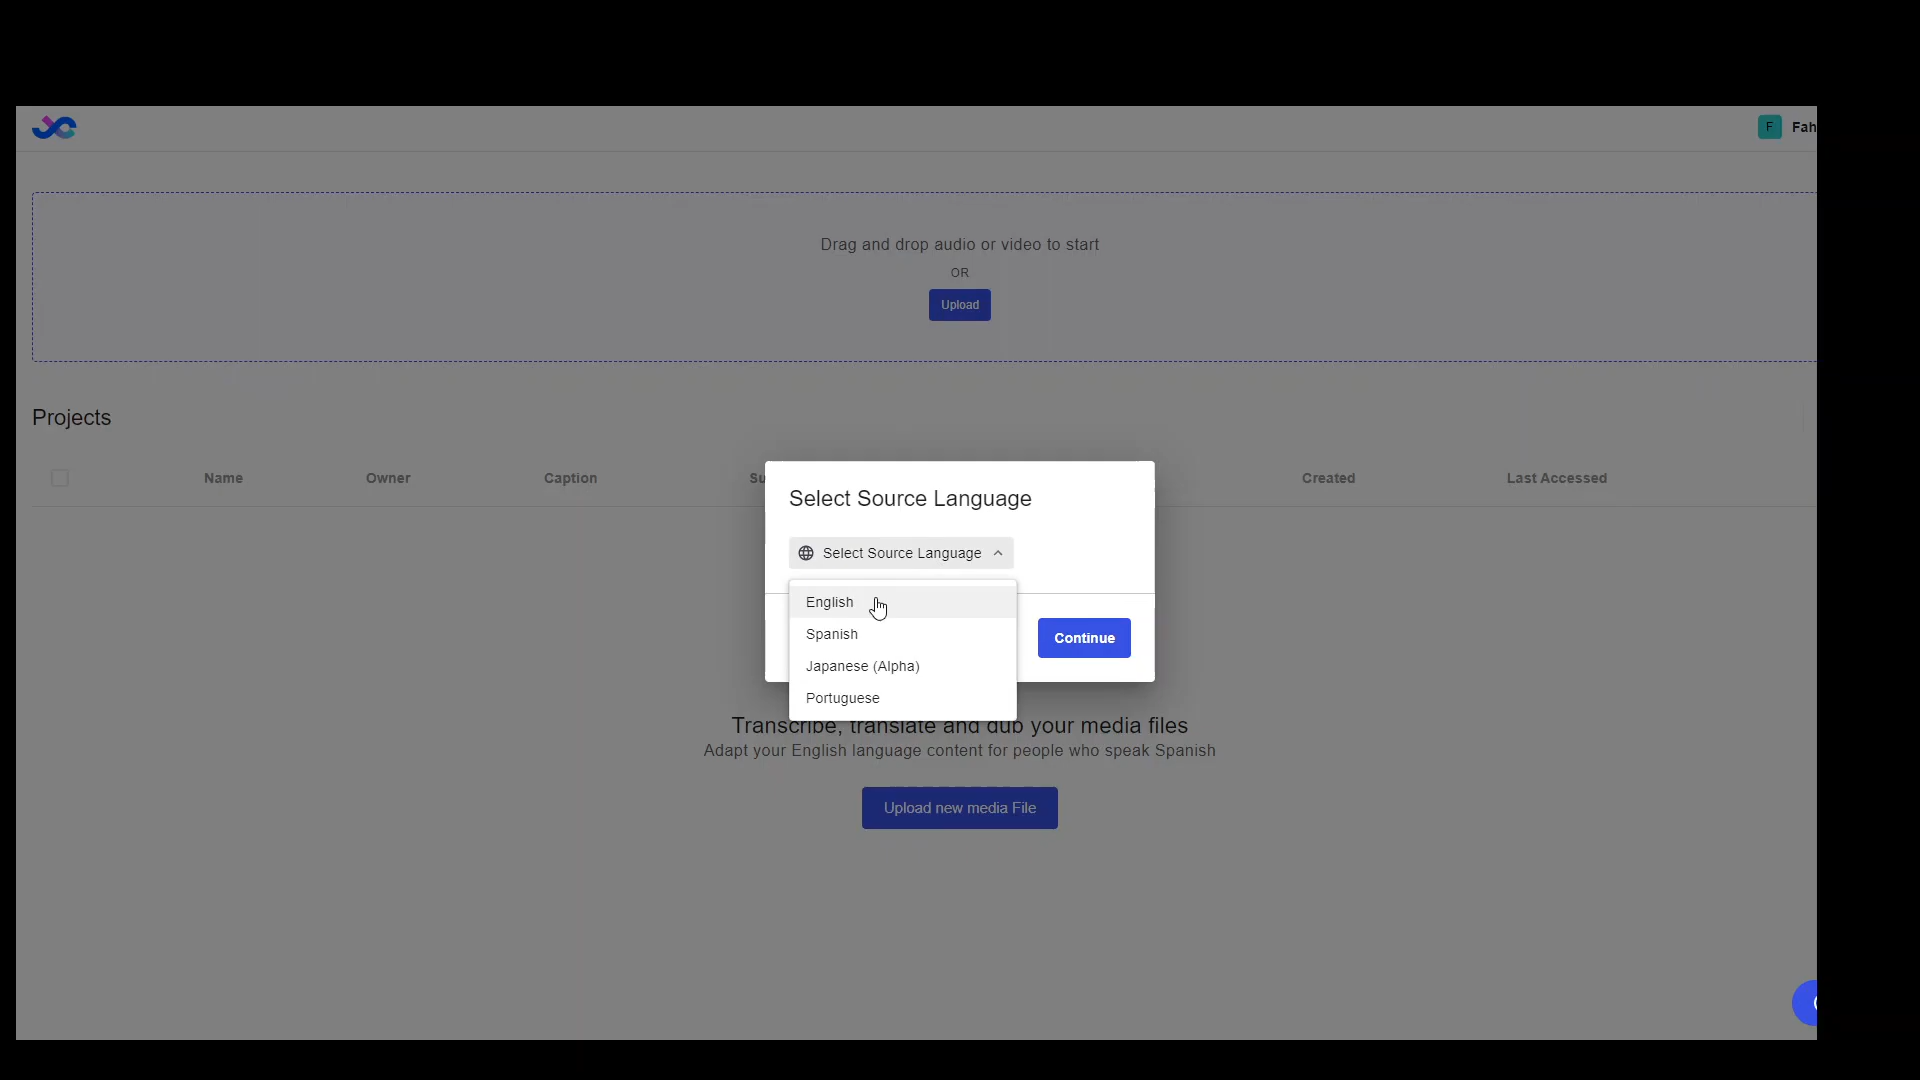 F Fah
Drag and drop audio or video to start
OR
Upload
Projects
Name Owner Caption Su Created Last Accessed
Select Source Language
Select Source Language
English
Spanish
Japanese (Alpha)
Portuguese
Continue
Transcribe, translate and dub your media files
Adapt your English language content for people who speak Spanish
Upload new media File